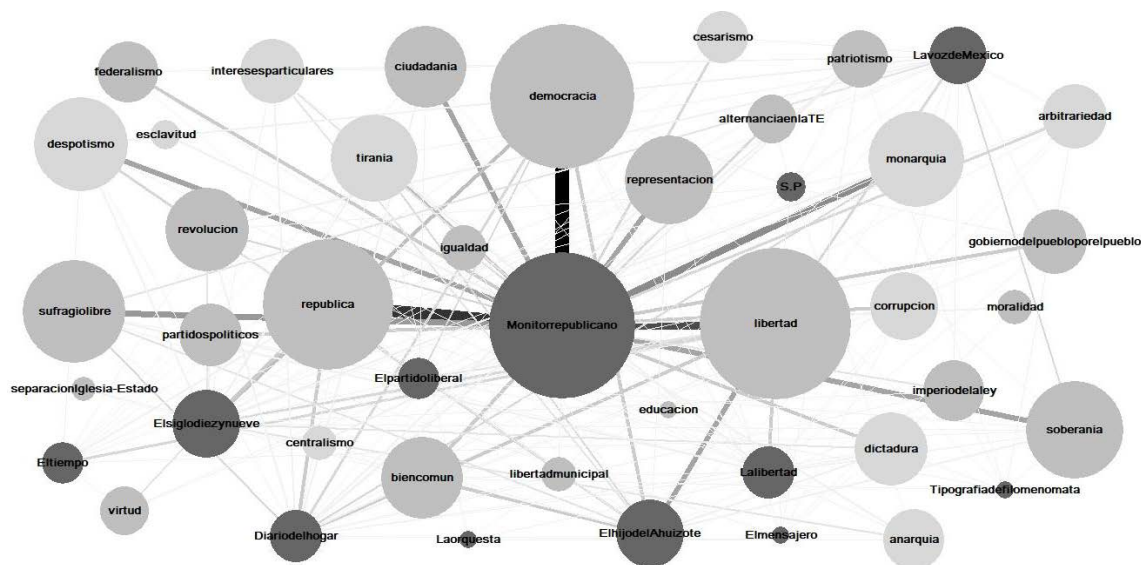 cesarismo
LavozdeMexico
patriotismo
ciudadania
federalismo
interesesparticulares
democracia
alternanciaenlaTE
arbitrariedad
esclavitud
despotismo
tirania
monarquia
representacion
S.P
revolucion
igualdad
gobiernodelpuebloporelpueblo
republica
sufragiolibre
corrupcion
moralidad
partidospoliticos
Monitorrepublicano
libertad
Elpartidoliberal
separacionIglesia-Estado
imperiodelaley
educacion
Elsiglodiezynueve
soberania
centralismo
dictadura
Eltiempo
biencomun
libertadmunicipal
Lalibertad
Tipografiadefilomenomata
virtud
Diariodelhogar
Laorquesta
ElhijodelAhuizote
Elmensajero
anarquia